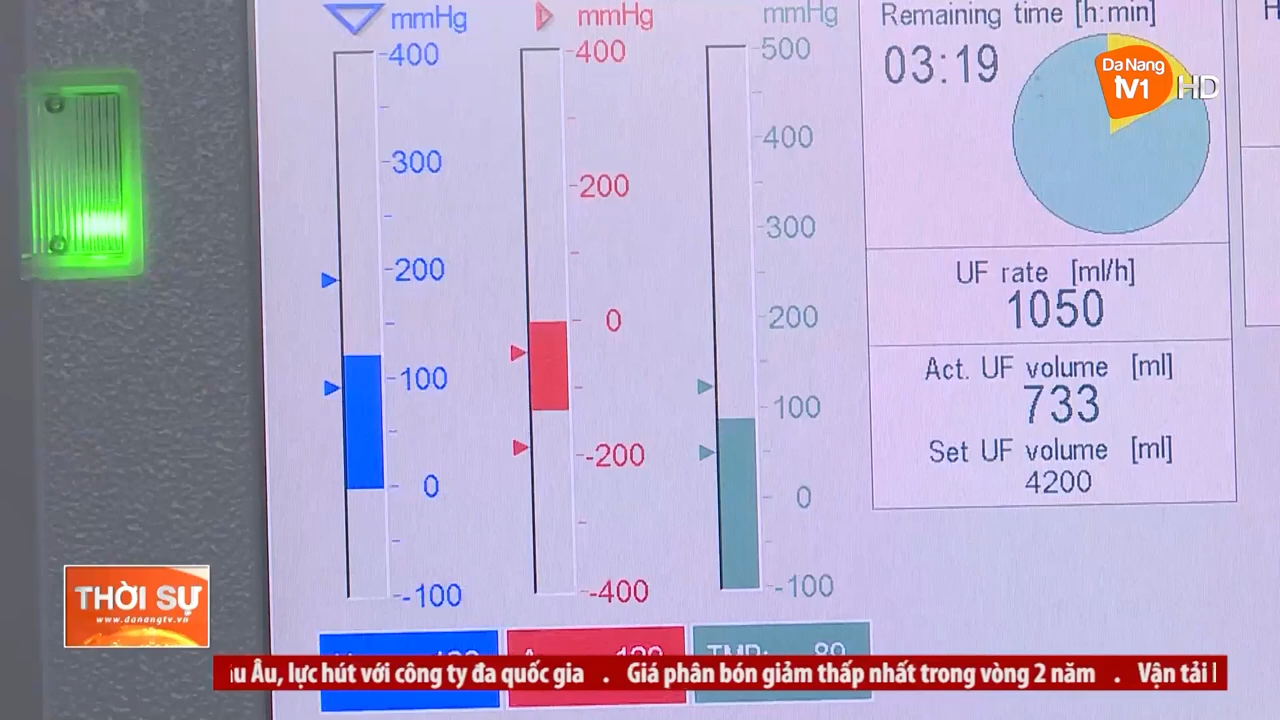 mmHg
400
300
200
100
0
-100
mmHg
400
200
0
-200
-400
mmHg
500
400
300
200
100
0
-100
Remaining time [h:min]
03:19
UF rate [ml/h]
1050
Act. UF volume [ml]
733
Set UF volume [ml]
4200
H
Da Nang
TV1 HD
THỜI SỰ
www.danangtv.vn
TMP: 89
Âu, lực hút với công ty đa quốc gia . Giá phân bón giảm thấp nhất trong vòng 2 năm . Vận tải